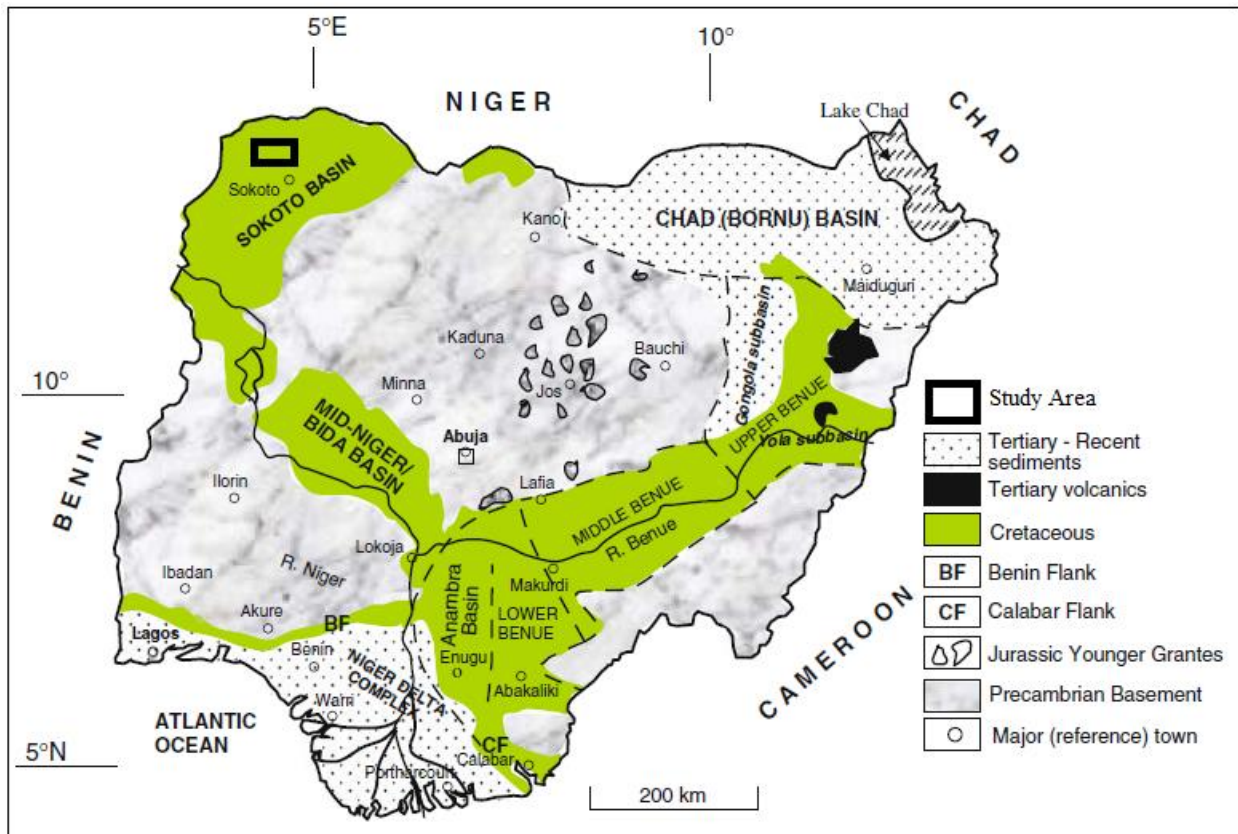 5°E
10°
NIGER
CHAD
Lake Chad
Sokoto
SOKOTO BASIN
Kano
CHAD (BORNU) BASIN
Maiduguri
Gongola subbasin
Kaduna
Bauchi
10°
Minna
Jos
UPPER BENUE
Yola subbasin
MID-NIGER/
BIDA BASIN
Abuja
BENIN
Ilorin
Lafia
MIDDLE BENUE
R. Benue
Lokoja
R. Niger
Ibadan
Makurdi
Anambra
Basin
LOWER
BENUE
Akure
BF
Lagos
Benin
NIGER DELTA
COMPLEX
Enugu
Abakaliki
Warri
CAMEROON
ATLANTIC
OCEAN
CF
Calabar
5°N
Portharcourt
200 km
Study Area
Tertiary - Recent
sediments
Tertiary volcanics
Cretaceous
BF Benin Flank
CF Calabar Flank
Jurassic Younger Grantes
Precambrian Basement
Major (reference) town